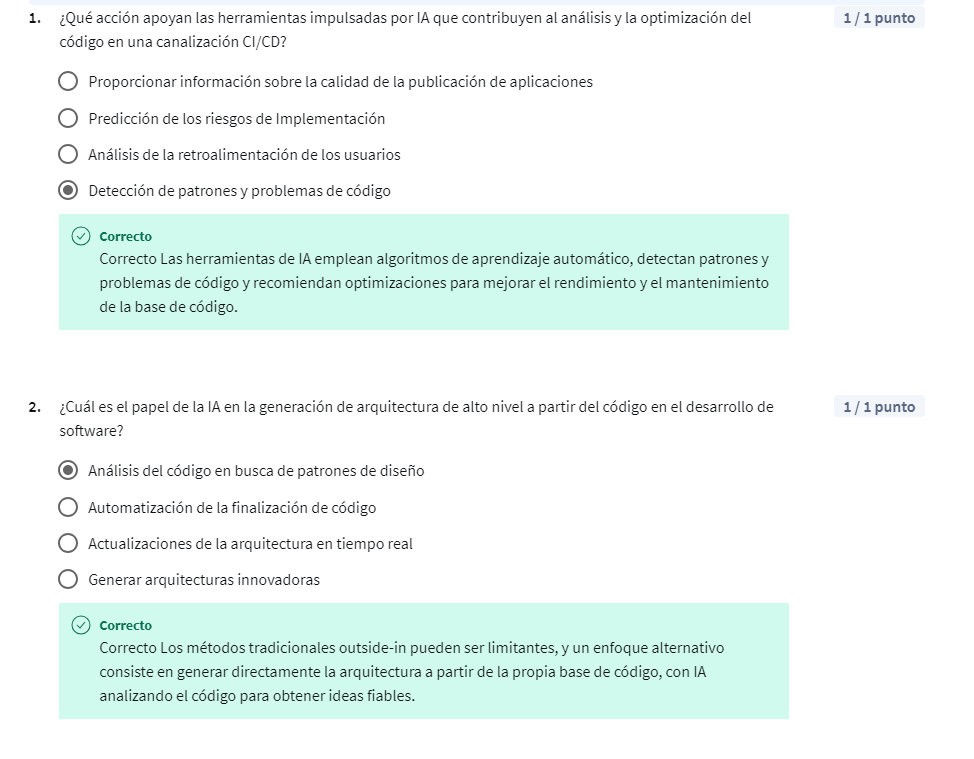 1. ¿Qué acción apoyan las herramientas impulsadas por IA que contribuyen al análisis y la optimización del 1 / 1 punto
código en una canalización CI/CD?
Proporcionar información sobre la calidad de la publicación de aplicaciones
Predicción de los riesgos de Implementación
Análisis de la retroalimentación de los usuarios
Detección de patrones y problemas de código
Correcto
Correcto Las herramientas de IA emplean algoritmos de aprendizaje automático, detectan patrones y
problemas de código y recomiendan optimizaciones para mejorar el rendimiento y el mantenimiento
de la base de código.
2. ¿Cuál es el papel de la IA en la generación de arquitectura de alto nivel a partir del código en el desarrollo de 1 / 1 punto
software?
Análisis del código en busca de patrones de diseño
Automatización de la finalización de código
Actualizaciones de la arquitectura en tiempo real
Generar arquitecturas innovadoras
Correcto
Correcto Los métodos tradicionales outside-in pueden ser limitantes, y un enfoque alternativo
consiste en generar directamente la arquitectura a partir de la propia base de código, con IA
analizando el código para obtener ideas fiables.